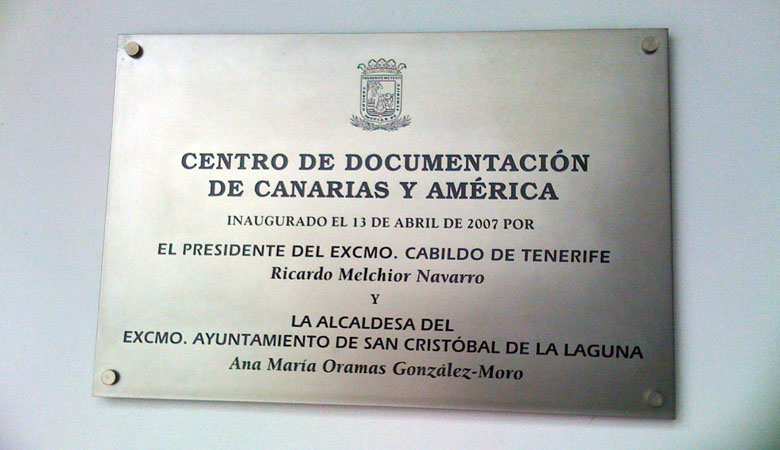 CENTRO DE DOCUMENTACIÓN
DE CANARIAS Y AMÉRICA
INAUGURADO EL 13 DE ABRIL DE 2007 POR
EL PRESIDENTE DEL EXCMO. CABILDO DE TENERIFE
Ricardo Melchior Navarro
Y
LA ALCALDESA DEL
EXCMO. AYUNTAMIENTO DE SAN CRISTÓBAL DE LA LAGUNA
Ana María Oramas González-Moro